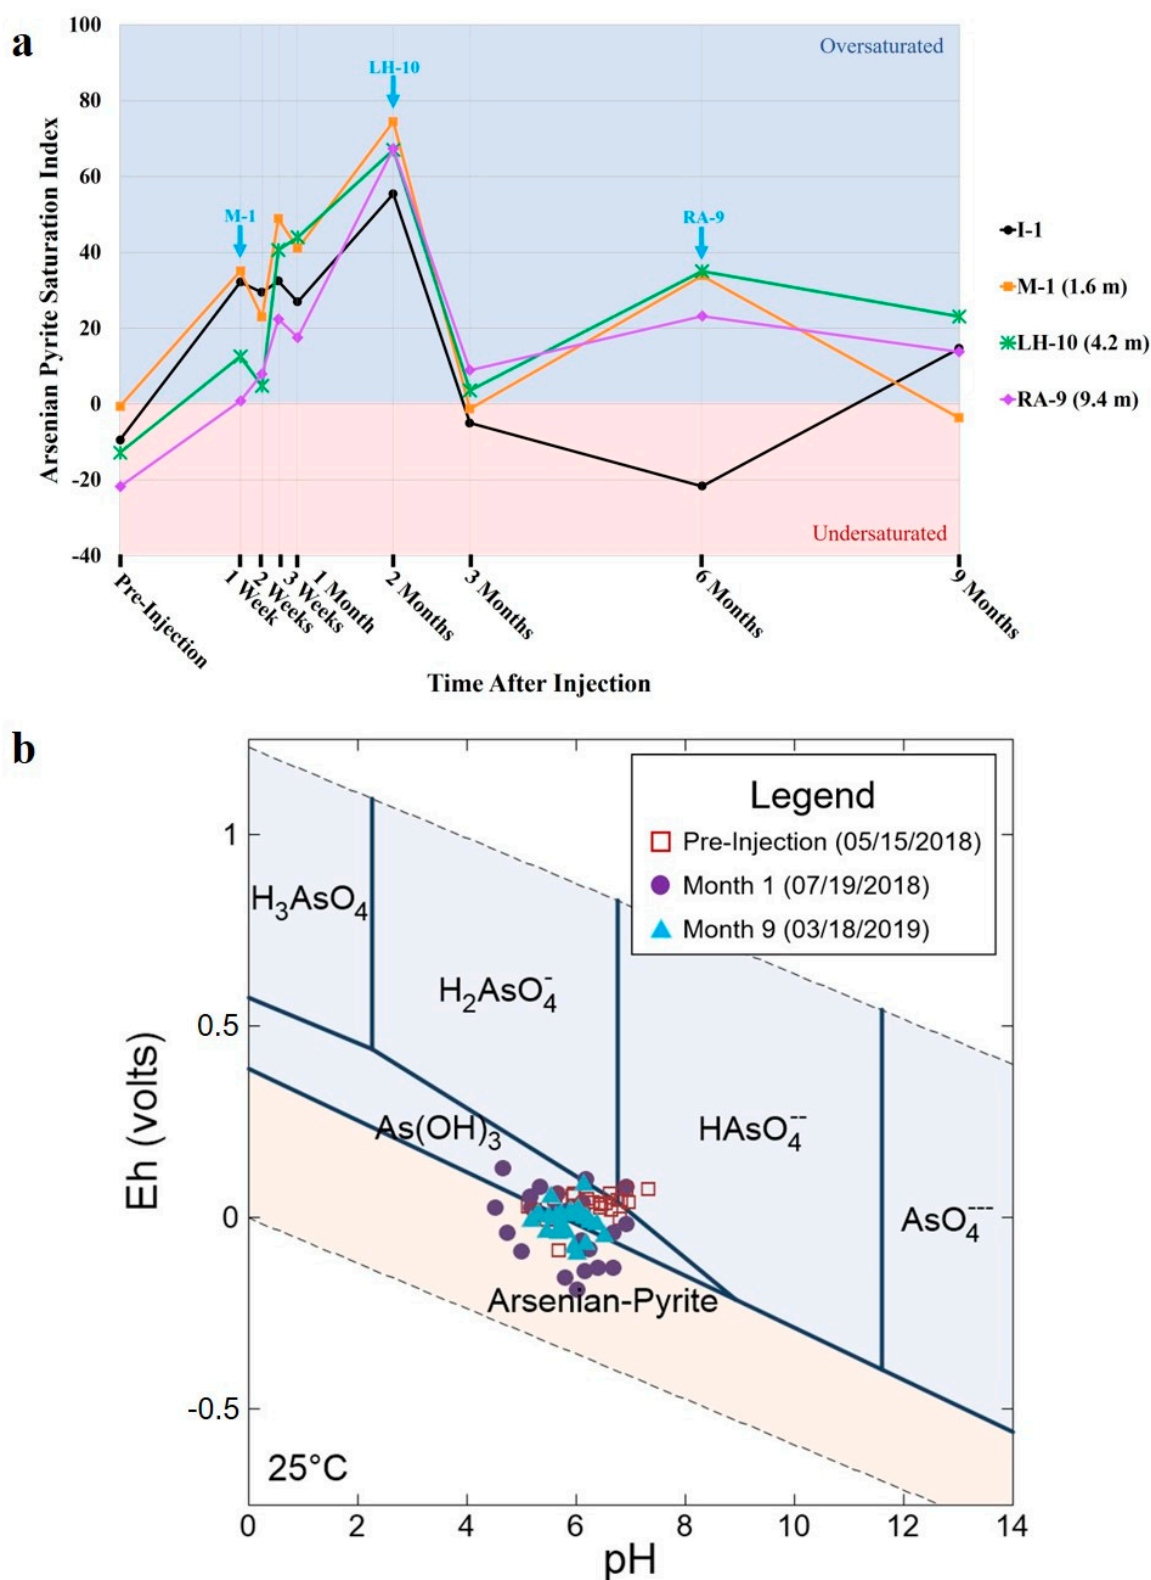 a
100
80
60
40
20
0
-20
-40
Arsenian Pyrite Saturation Index
Oversaturated
Undersaturated
M-1
LH-10
RA-9
I-1
M-1 (1.6 m)
LH-10 (4.2 m)
RA-9 (9.4 m)
Pre-Injection
1 Week
2 Weeks
3 Weeks
1 Month
2 Months
3 Months
6 Months
9 Months
Time After Injection
b
Legend
Pre-Injection (05/15/2018)
Month 1 (07/19/2018)
Month 9 (03/18/2019)
Eh (volts)
1
0.5
0
-0.5
H3AsO4
H2AsO4-
HAsO4--
AsO4---
As(OH)3
Arsenian-Pyrite
25°C
0 2 4 6 8 10 12 14
pH